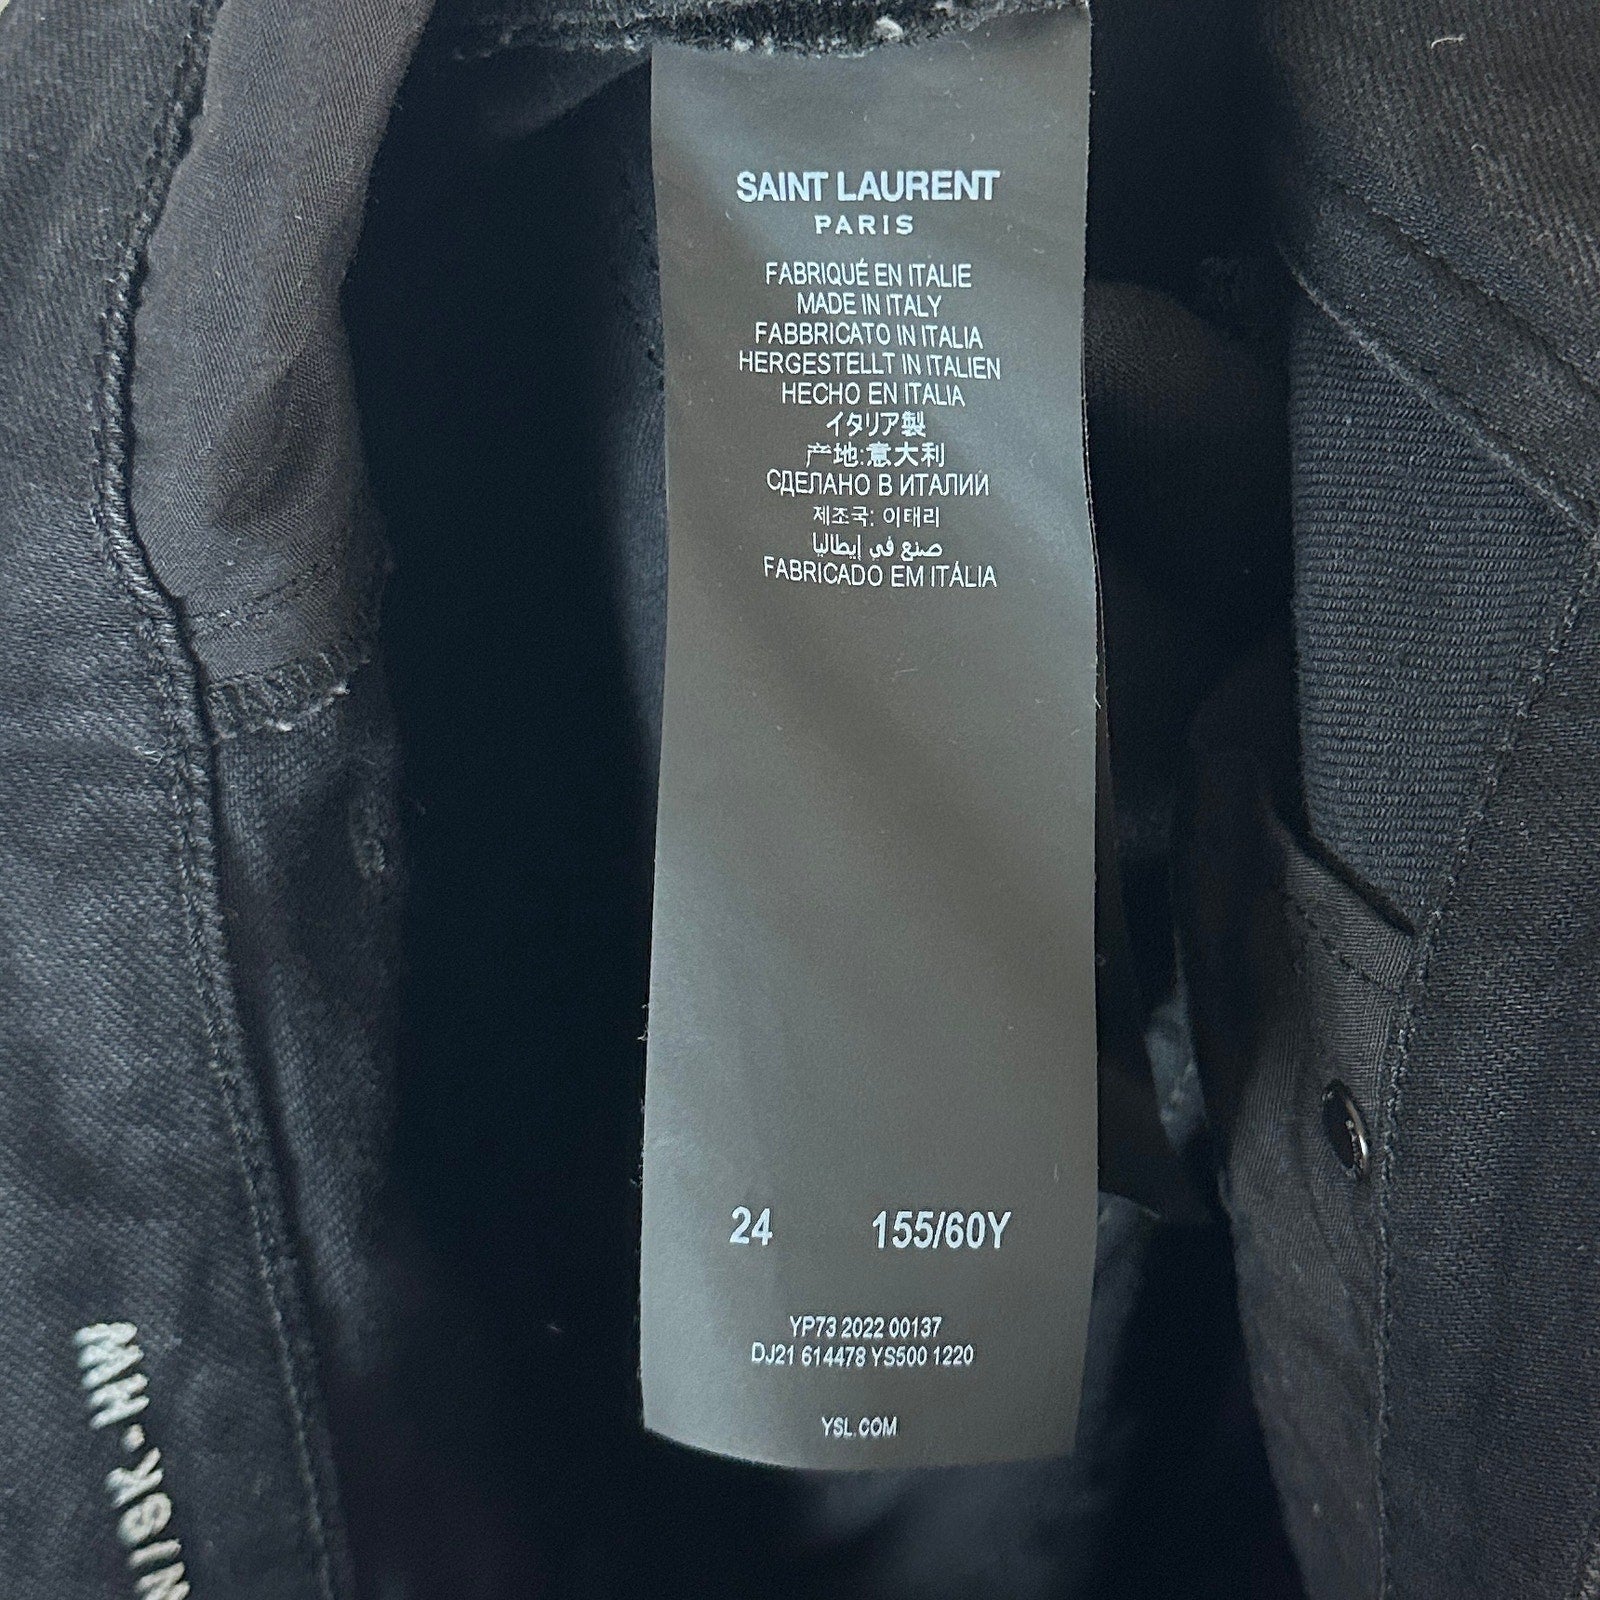 SAINT LAURENT
PARIS
FABRIQUÉ EN ITALIE
MADE IN ITALY
FABBRICATO IN ITALIA
HERGESTELLT IN ITALIEN
HECHO EN ITALIA
イタリア製
产地:意大利
СДЕЛАНО В ИТАЛИИ
제조국: 이태리
صنع في إيطاليا
FABRICADO EM ITÁLIA
24 155/60Y
YP73 2022 00137
DJ21 614478 YS500 1220
YSL.COM